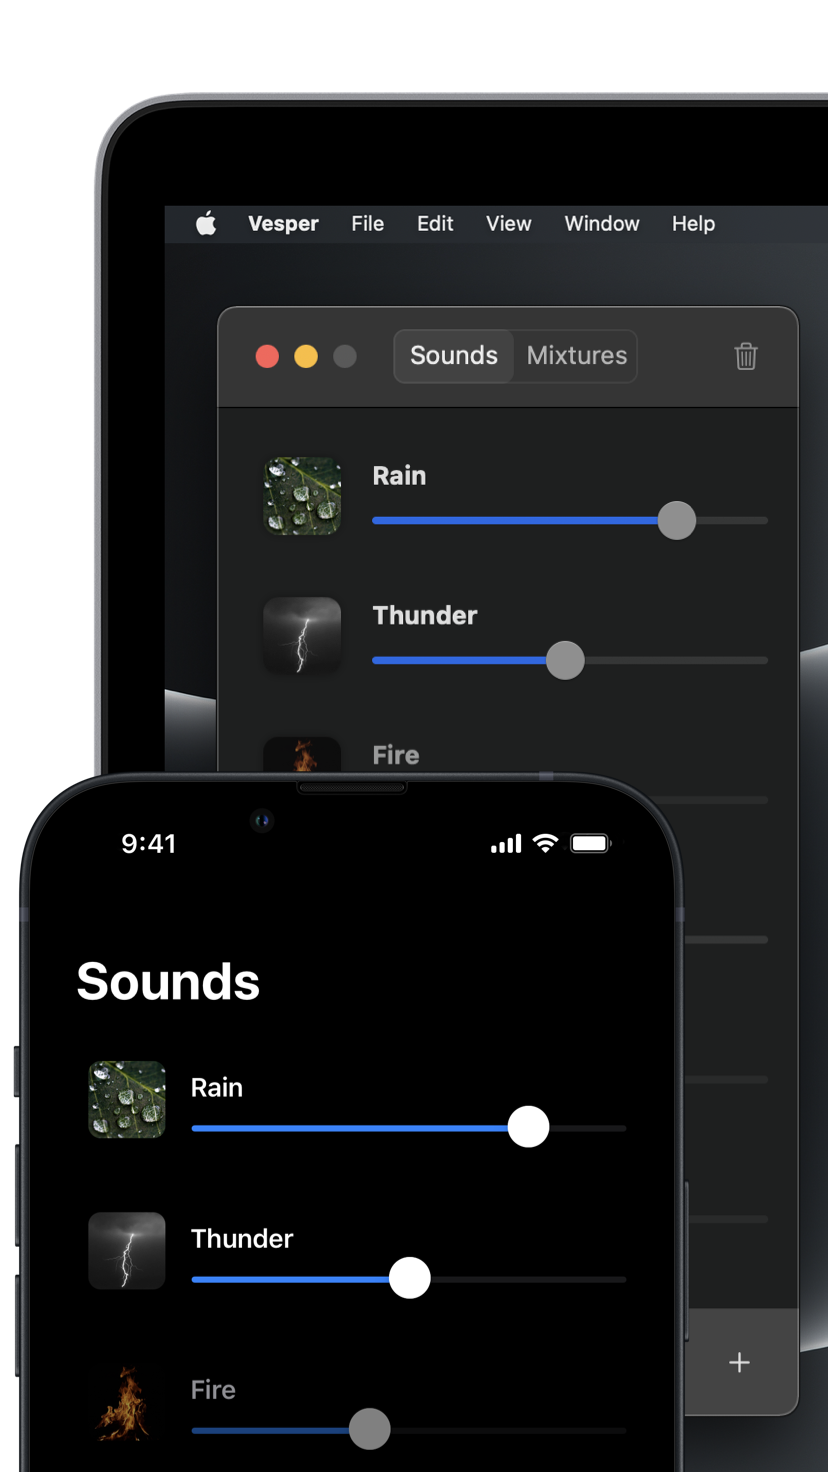 Vesper File Edit View Window Help
Sounds Mixtures
Rain
Thunder
Fire
9:41
Sounds
Rain
Thunder
Fire